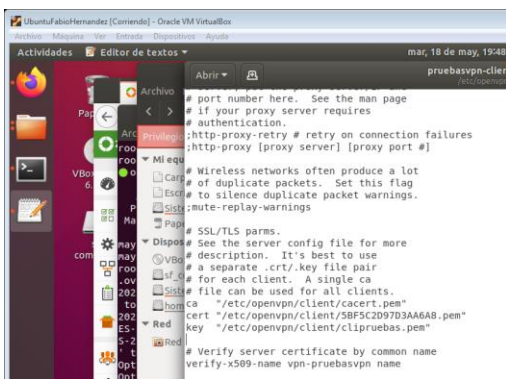 UbuntuFabioHernandez [Corriendo] - Oracle VM VirtualBox
Archivo Máquina Ver Entrada Dispositivos Ayuda
Actividades Editor de textos mar, 18 de may, 19:48
Abrir
pruebasvpn-clien
/etc/openvpn
Archivo
Privilegio
Mi equ
Carp
Escr
Siste
Pape
Dispos
VBo
sf_c
Siste
hom
Red
Red
# port number here. See the man page
# if your proxy server requires
# authentication.
;http-proxy-retry # retry on connection failures
;http-proxy [proxy server] [proxy port #]
# Wireless networks often produce a lot
# of duplicate packets. Set this flag
# to silence duplicate packet warnings.
;mute-replay-warnings
# SSL/TLS parms.
# See the server config file for more
# description. It's best to use
# a separate .crt/.key file pair
# for each client. A single ca
# file can be used for all clients.
ca "/etc/openvpn/client/cacert.pem"
cert "/etc/openvpn/client/5BF5C2D97D3AA6A8.pem"
key "/etc/openvpn/client/clipruebas.pem"
# Verify server certificate by common name
verify-x509-name vpn-pruebasvpn name